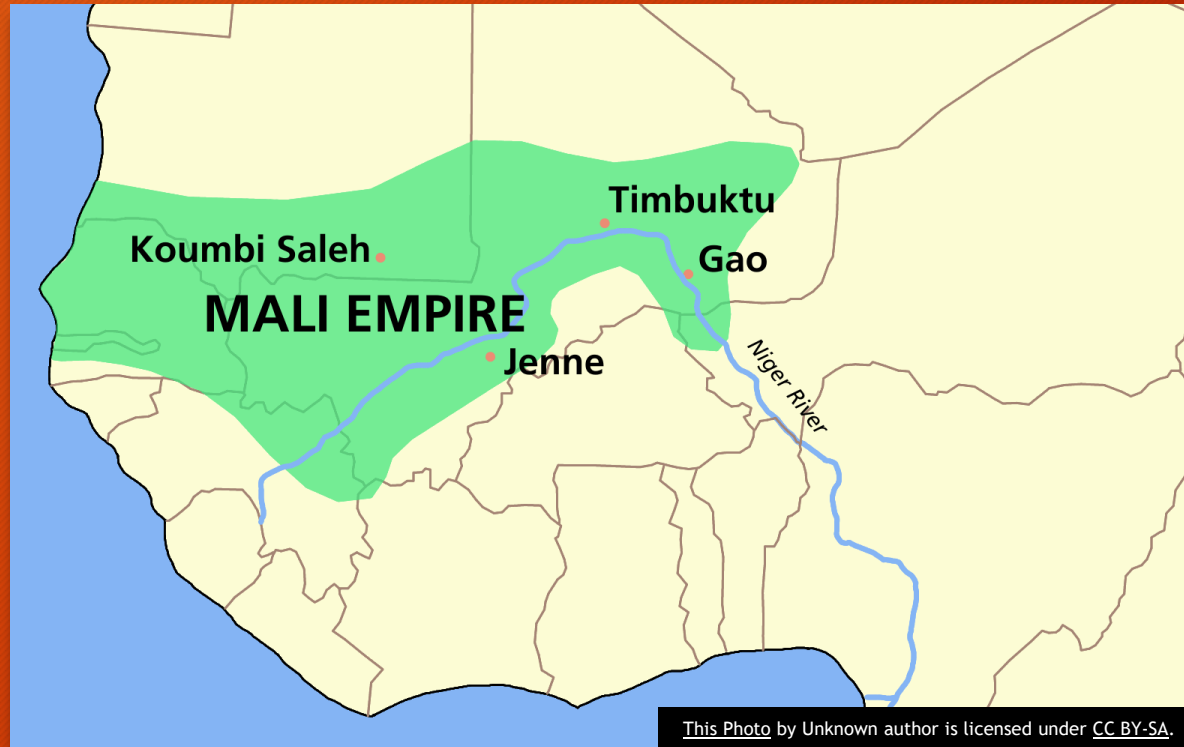 Timbuktu
Koumbi Saleh
Gao
MALI EMPIRE
Jenne
Niger River
This Photo by Unknown author is licensed under CC BY-SA.